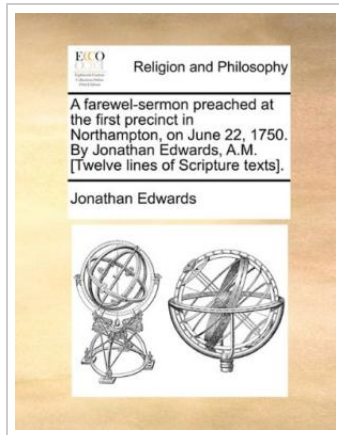 ECCO
Religion and Philosophy
A farewel-sermon preached at
the first precinct in
Northampton, on June 22, 1750.
By Jonathan Edwards, A.M.
[Twelve lines of Scripture texts].
Jonathan Edwards